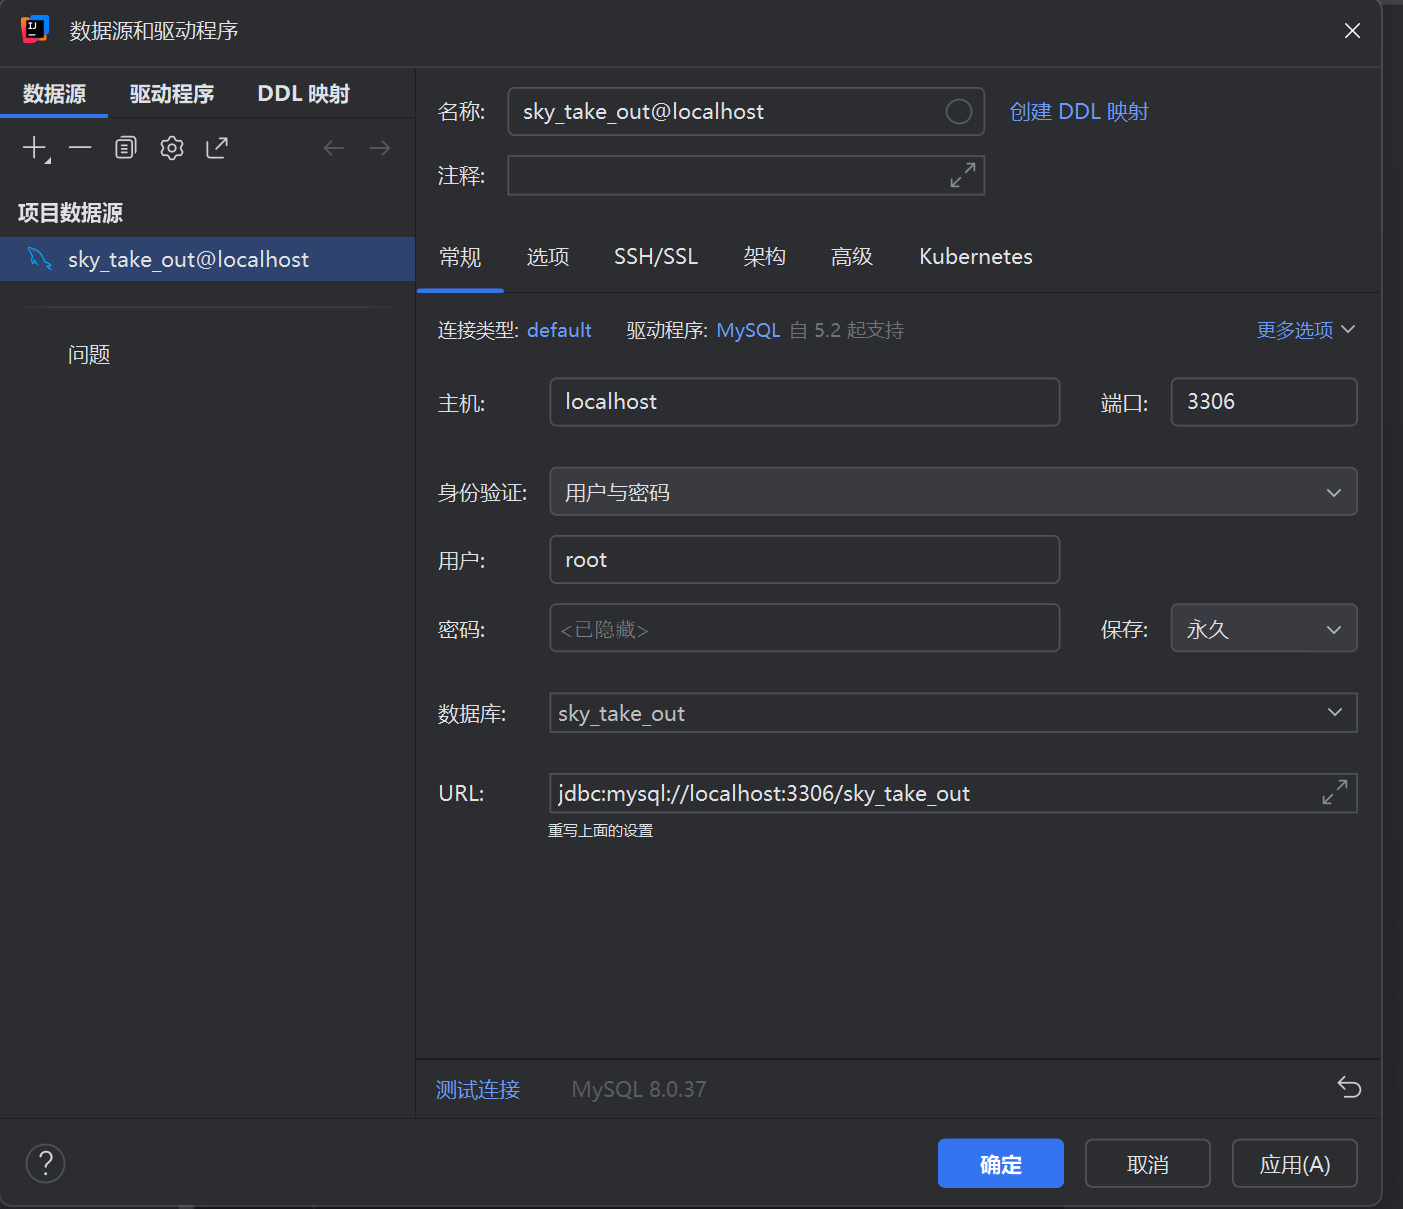 数据源和驱动程序
数据源 驱动程序 DDL 映射
项目数据源
sky_take_out@localhost
问题
名称: sky_take_out@localhost 创建 DDL 映射
注释:
常规 选项 SSH/SSL 架构 高级 Kubernetes
连接类型: default 驱动程序: MySQL 自 5.2 起支持 更多选项
主机: localhost 端口: 3306
身份验证: 用户与密码
用户: root
密码: <已隐藏> 保存: 永久
数据库: sky_take_out
URL: jdbc:mysql://localhost:3306/sky_take_out
重写上面的设置
测试连接 MySQL 8.0.37
? 确定 取消 应用(A)